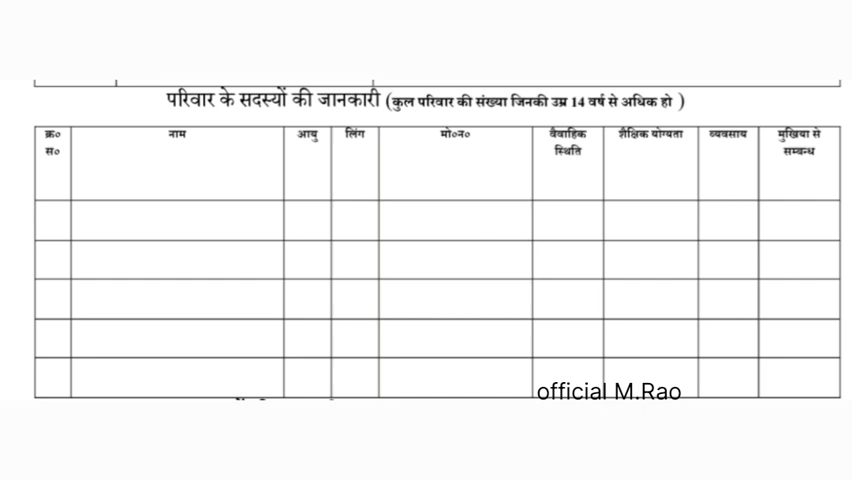 परिवार के सदस्यों की जानकारी (कुल परिवार की संख्या जिनकी उम्र 14 वर्ष से अधिक हो )
क्र० स०
नाम
आयु
लिंग
मो०न०
वैवाहिक स्थिति
शैक्षिक योग्यता
व्यवसाय
मुखिया से सम्बन्ध
official M.Rao